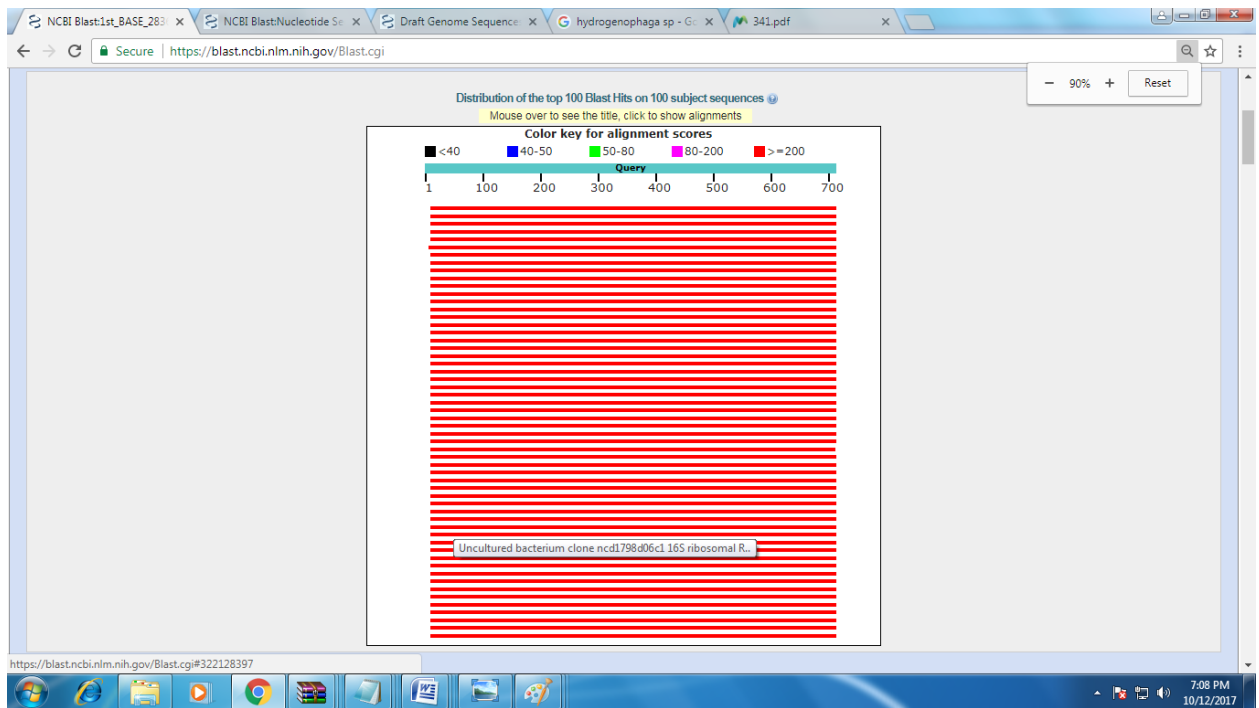 NCBI Blast:1st_BASE_283
NCBI Blast:Nucleotide Se
Draft Genome Sequence
hydrogenophaga sp - Go
341.pdf
Secure | https://blast.ncbi.nlm.nih.gov/Blast.cgi
- 90% + Reset
Distribution of the top 100 Blast Hits on 100 subject sequences
Mouse over to see the title, click to show alignments
Color key for alignment scores
<40 40-50 50-80 80-200 >=200
Query
1 100 200 300 400 500 600 700
Uncultured bacterium clone ncd1798d06c1 16S ribosomal R..
https://blast.ncbi.nlm.nih.gov/Blast.cgi#322128397
7:08 PM
10/12/2017